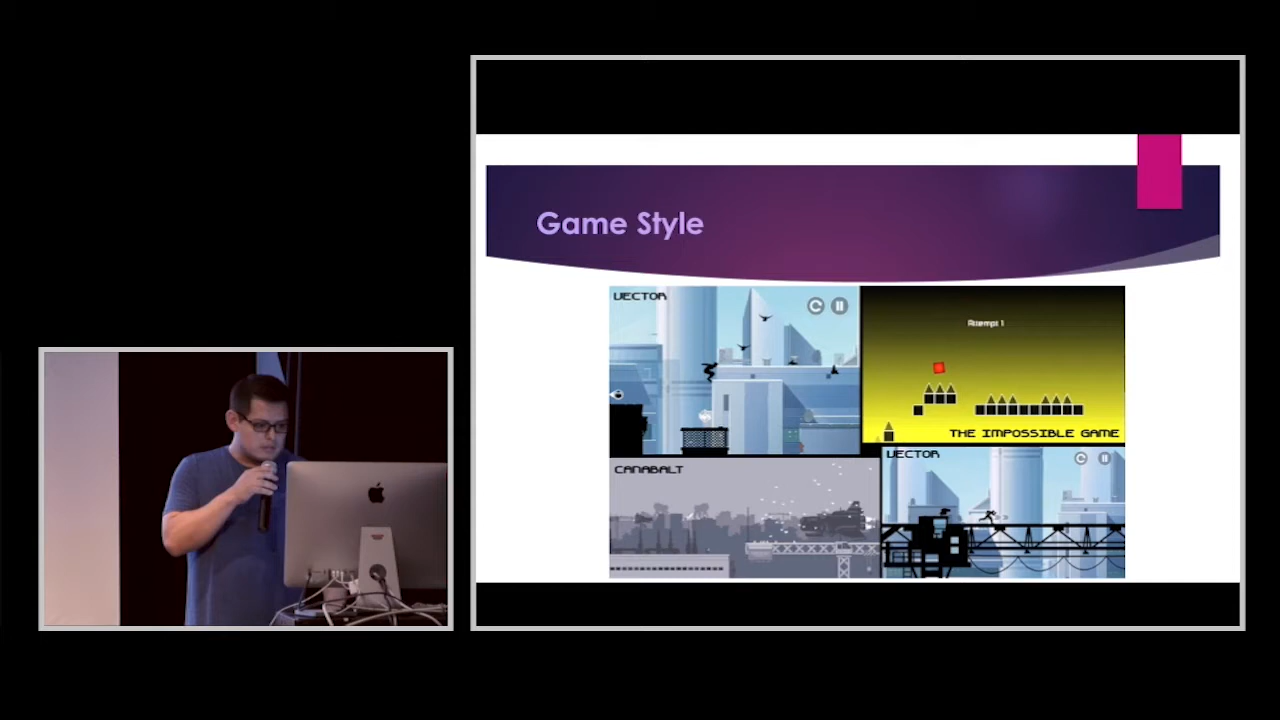 Game Style
VECTOR
Attempt 1
THE IMPOSSIBLE GAME
CANABALT
VECTOR